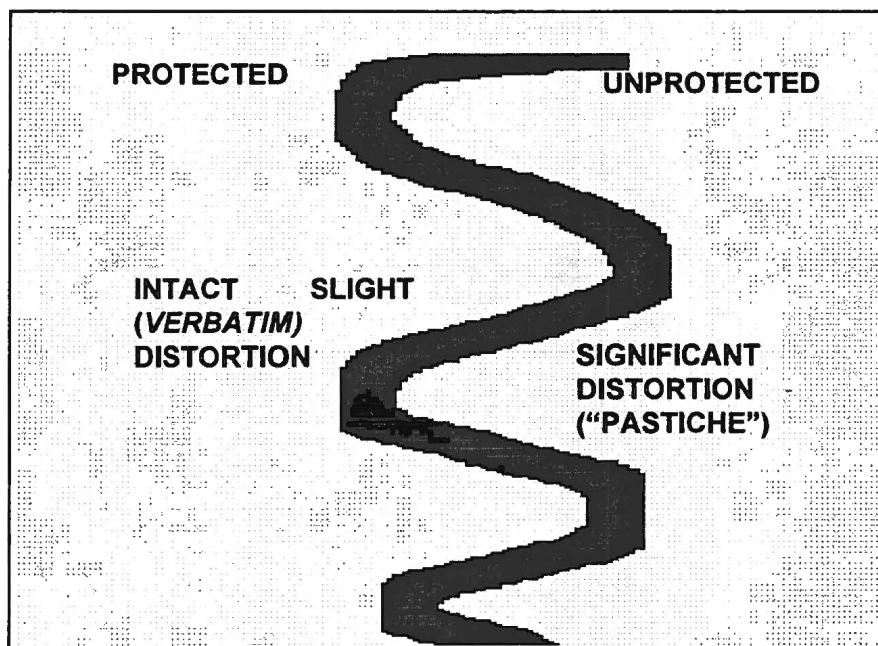 PROTECTED
UNPROTECTED
INTACT SLIGHT
(VERBATIM)
DISTORTION
SIGNIFICANT
DISTORTION
(“PASTICHE”)